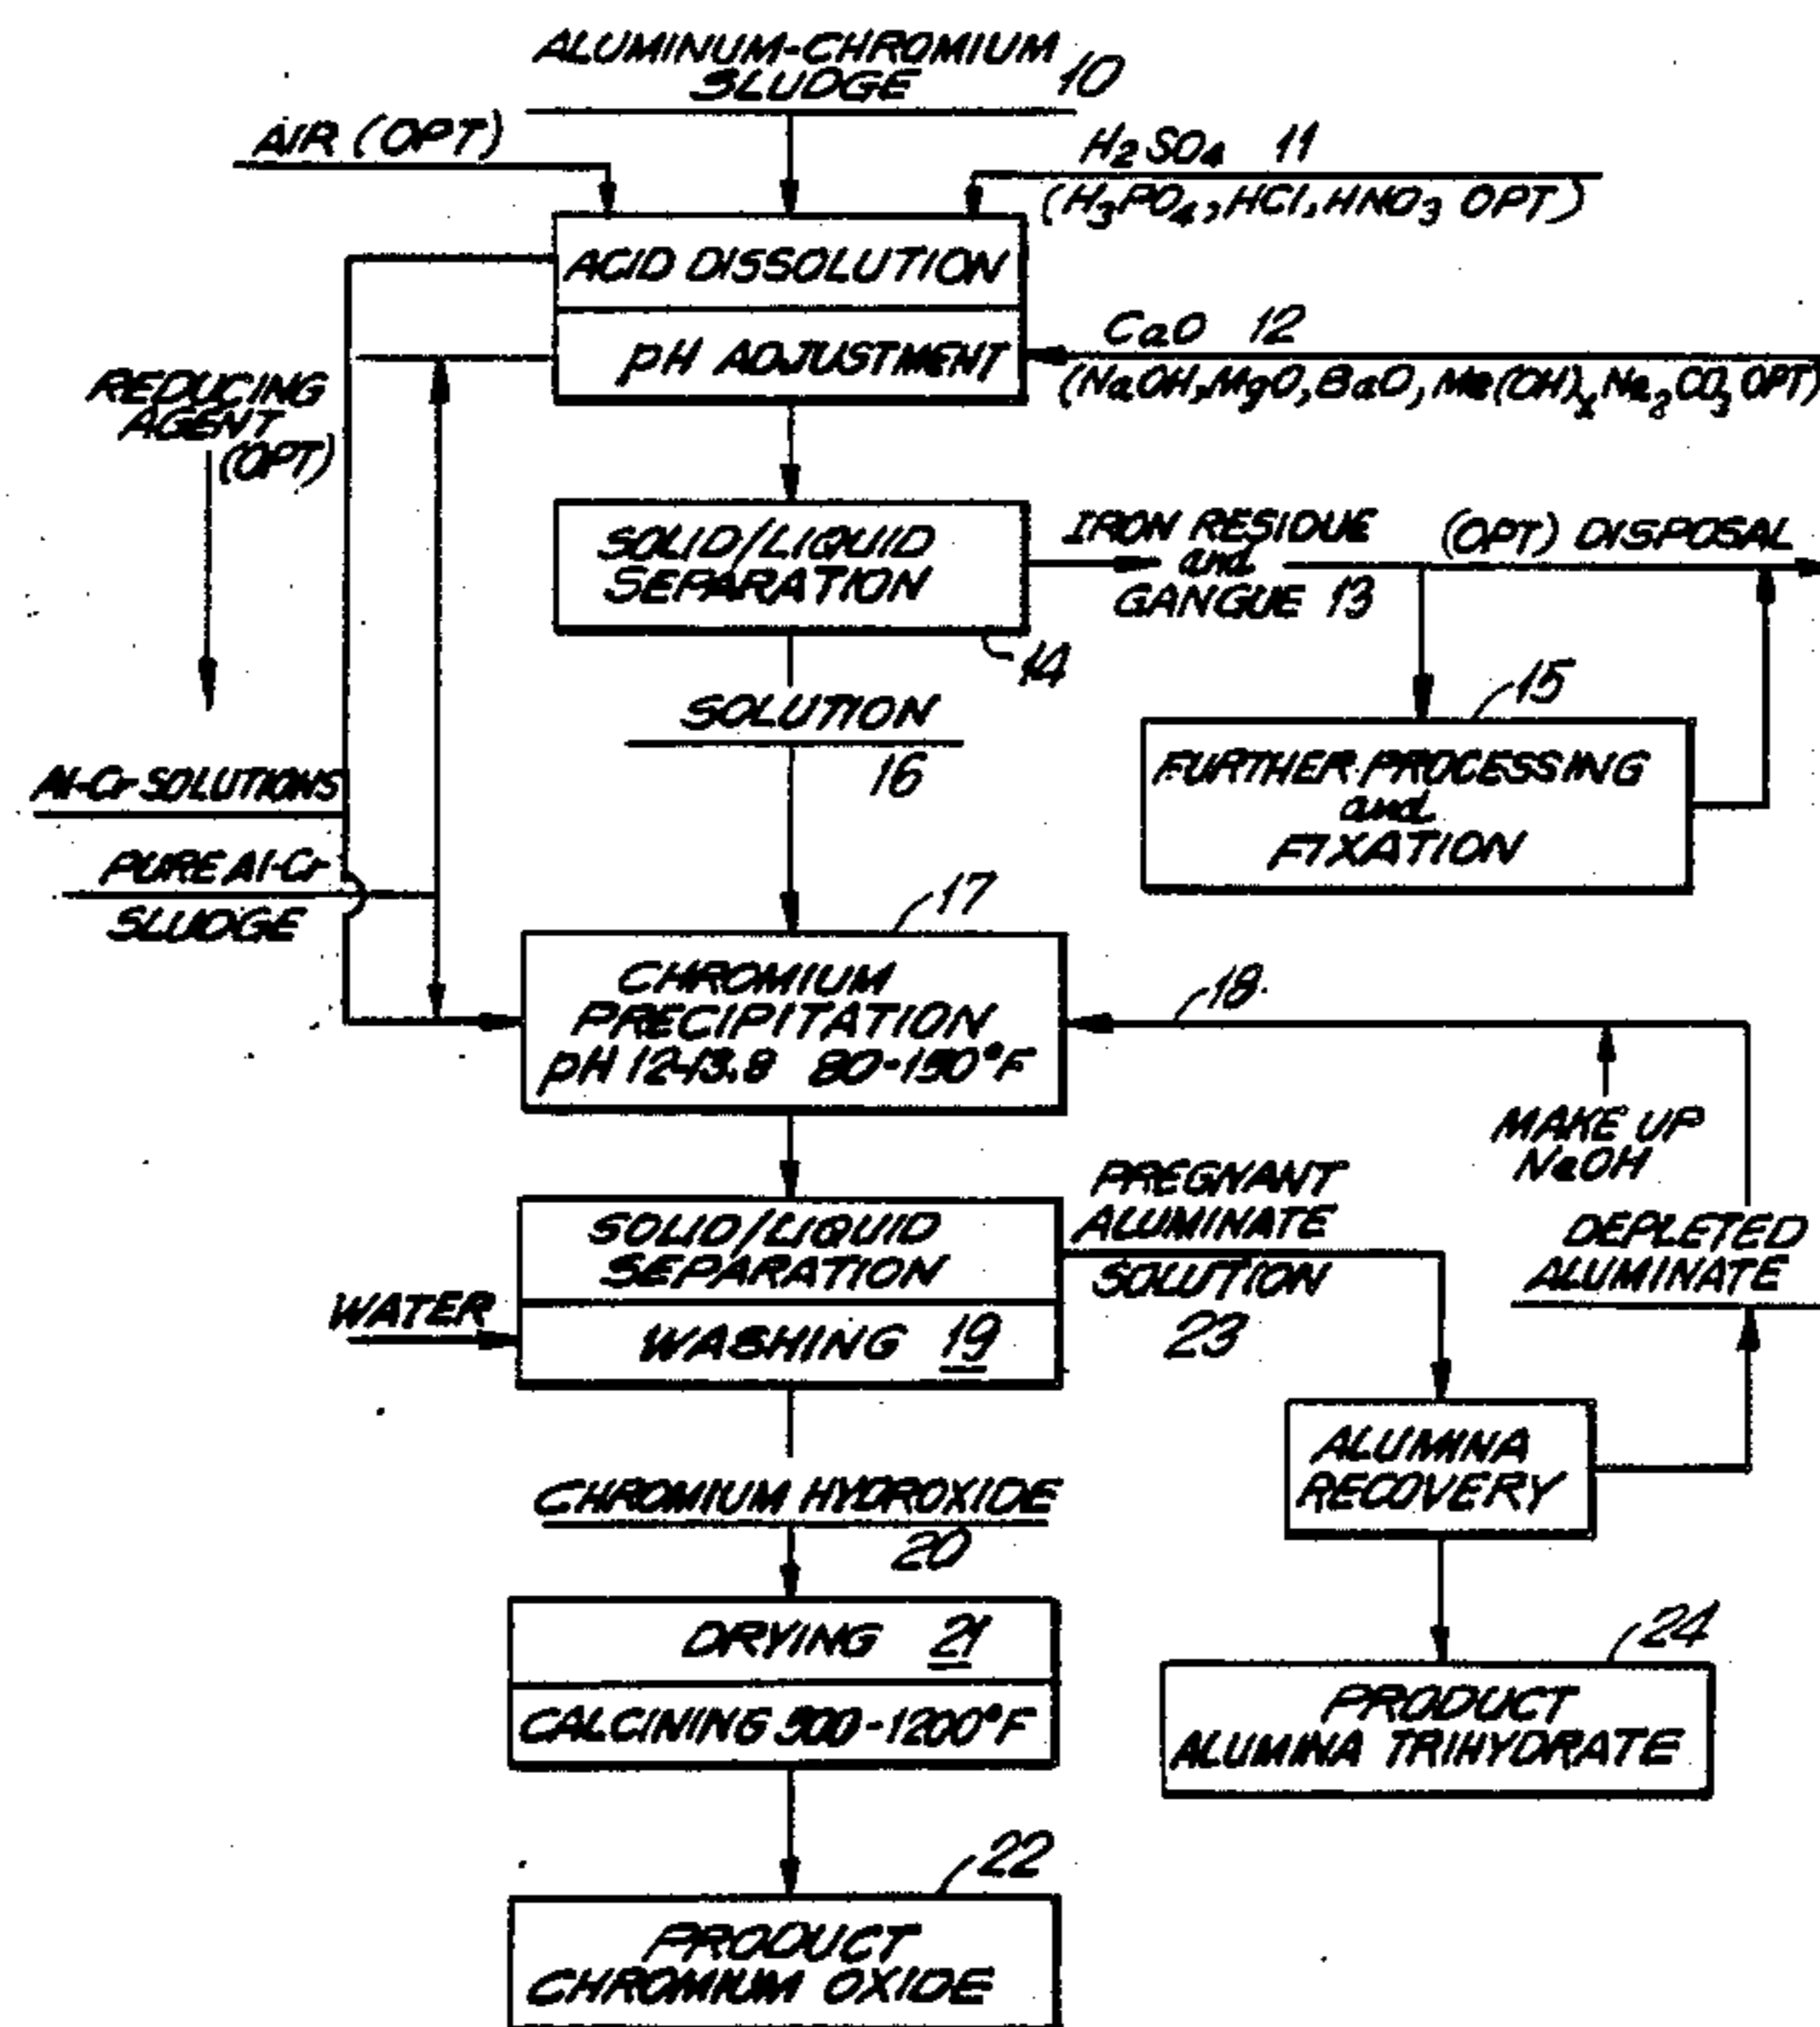 ALUMINUM-CHROMIUM
SLUDGE 10
AIR (OPT)
H2SO4 11
(H3PO4, HCl, HNO3 OPT)
ACID DISSOLUTION
pH ADJUSTMENT
CaO 12
(NaOH, MgO, BaO, Me(OH)x Na2CO3 OPT)
REDUCING
AGENT
(OPT)
SOLID/LIQUID
SEPARATION
14
IRON RESIDUE
and
GANGUE 13
(OPT) DISPOSAL
15
FURTHER PROCESSING
and
FIXATION
SOLUTION
16
Al-Cr SOLUTIONS
PURE Al-Cr
SLUDGE
17
CHROMIUM
PRECIPITATION
pH 12-13.8 80-150°F
18
MAKE UP
NaOH
DEPLETED
ALUMINATE
SOLID/LIQUID
SEPARATION
WATER
WASHING 19
PREGNANT
ALUMINATE
SOLUTION
23
ALUMINA
RECOVERY
CHROMIUM HYDROXIDE
20
DRYING 21
CALCINING 500-1200°F
24
PRODUCT
ALUMINA TRIHYDRATE
22
PRODUCT
CHROMIUM OXIDE